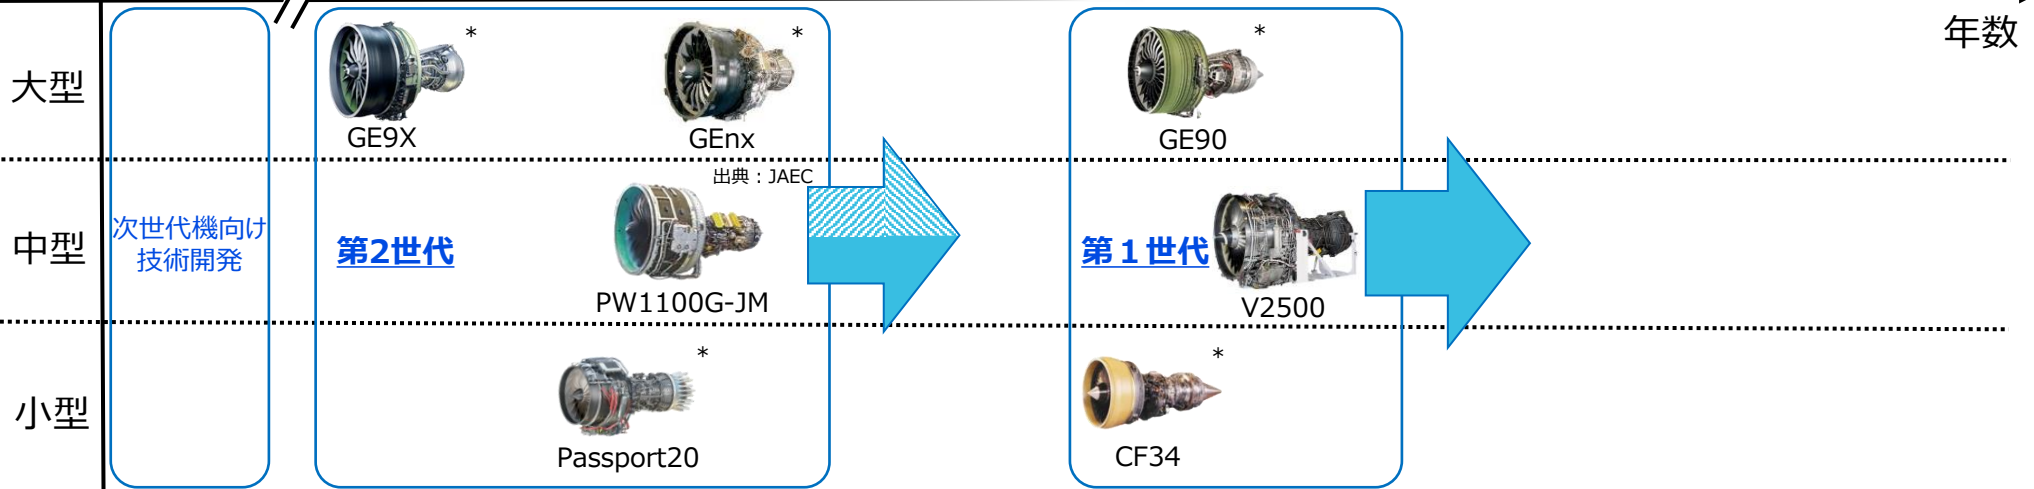 年数
大型
*
*
*
GE9X
GEnx
GE90
出典：JAEC
中型
次世代機向け
技術開発
第2世代
第１世代
PW1100G-JM
V2500
小型
*
*
Passport20
CF34